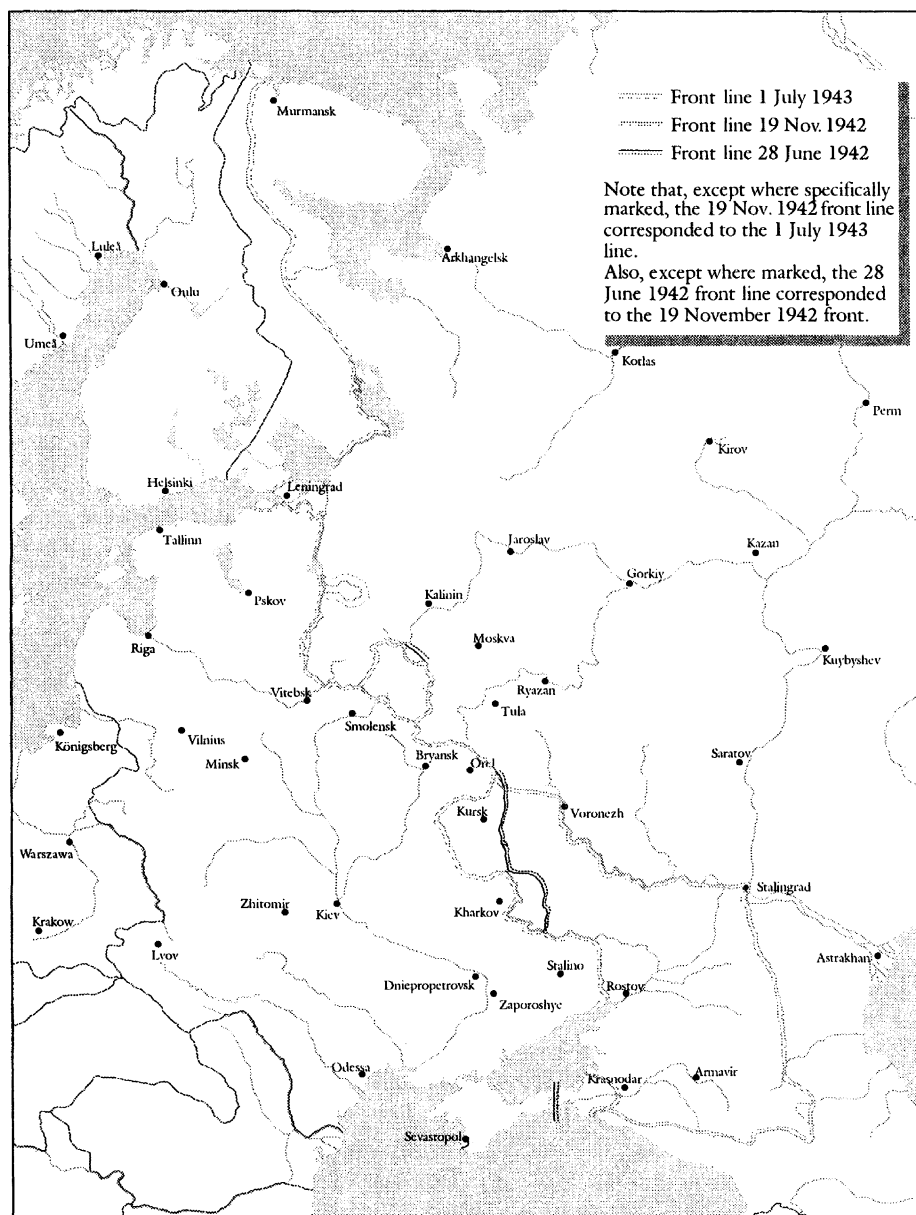 Murmansk
Front line 1 July 1943
Front line 19 Nov. 1942
Front line 28 June 1942
Note that, except where specifically
marked, the 19 Nov. 1942 front line
corresponded to the 1 July 1943
line.
Also, except where marked, the 28
June 1942 front line corresponded
to the 19 November 1942 front.
Luleå
Arkhangelsk
Oulu
Umeå
Kotlas
Perm
Kirov
Helsinki
Leningrad
Tallinn
Jaroslav
Kazan
Gorkiy
Pskov
Kalinin
Riga
Moskva
Kuybyshev
Vitebsk
Ryazan
Tula
Smolensk
Königsberg
Vilnius
Minsk
Bryansk
Orel
Saratov
Kursk
Voronezh
Warszawa
Stalingrad
Zhitomir
Kiev
Kharkov
Krakow
Lvov
Astrakhan
Stalino
Dniepropetrovsk
Rostov
Zaporoshye
Odessa
Krasnodar
Armavir
Sevastopol